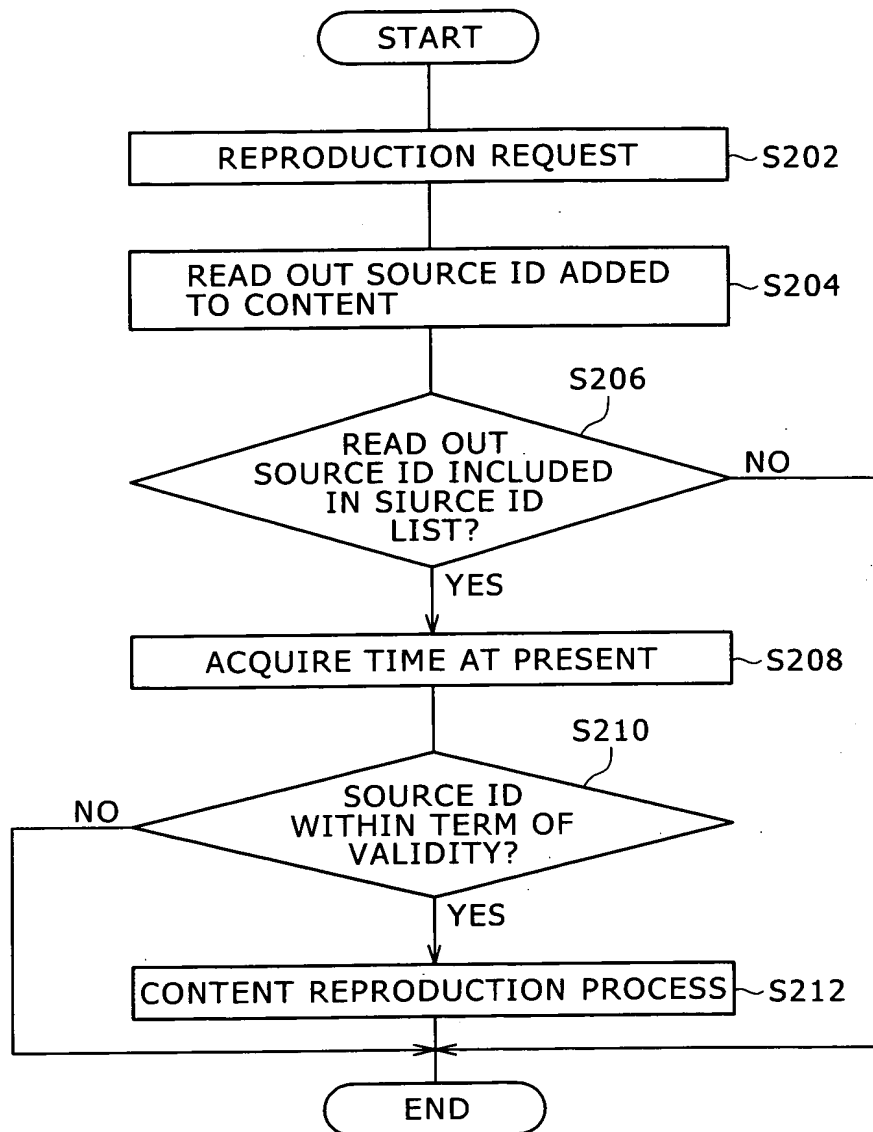 START
REPRODUCTION REQUEST
S202
READ OUT SOURCE ID ADDED
TO CONTENT
S204
S206
READ OUT
SOURCE ID INCLUDED
IN SIURCE ID
LIST?
NO
YES
ACQUIRE TIME AT PRESENT
S208
S210
NO
SOURCE ID
WITHIN TERM OF
VALIDITY?
YES
CONTENT REPRODUCTION PROCESS
S212
END